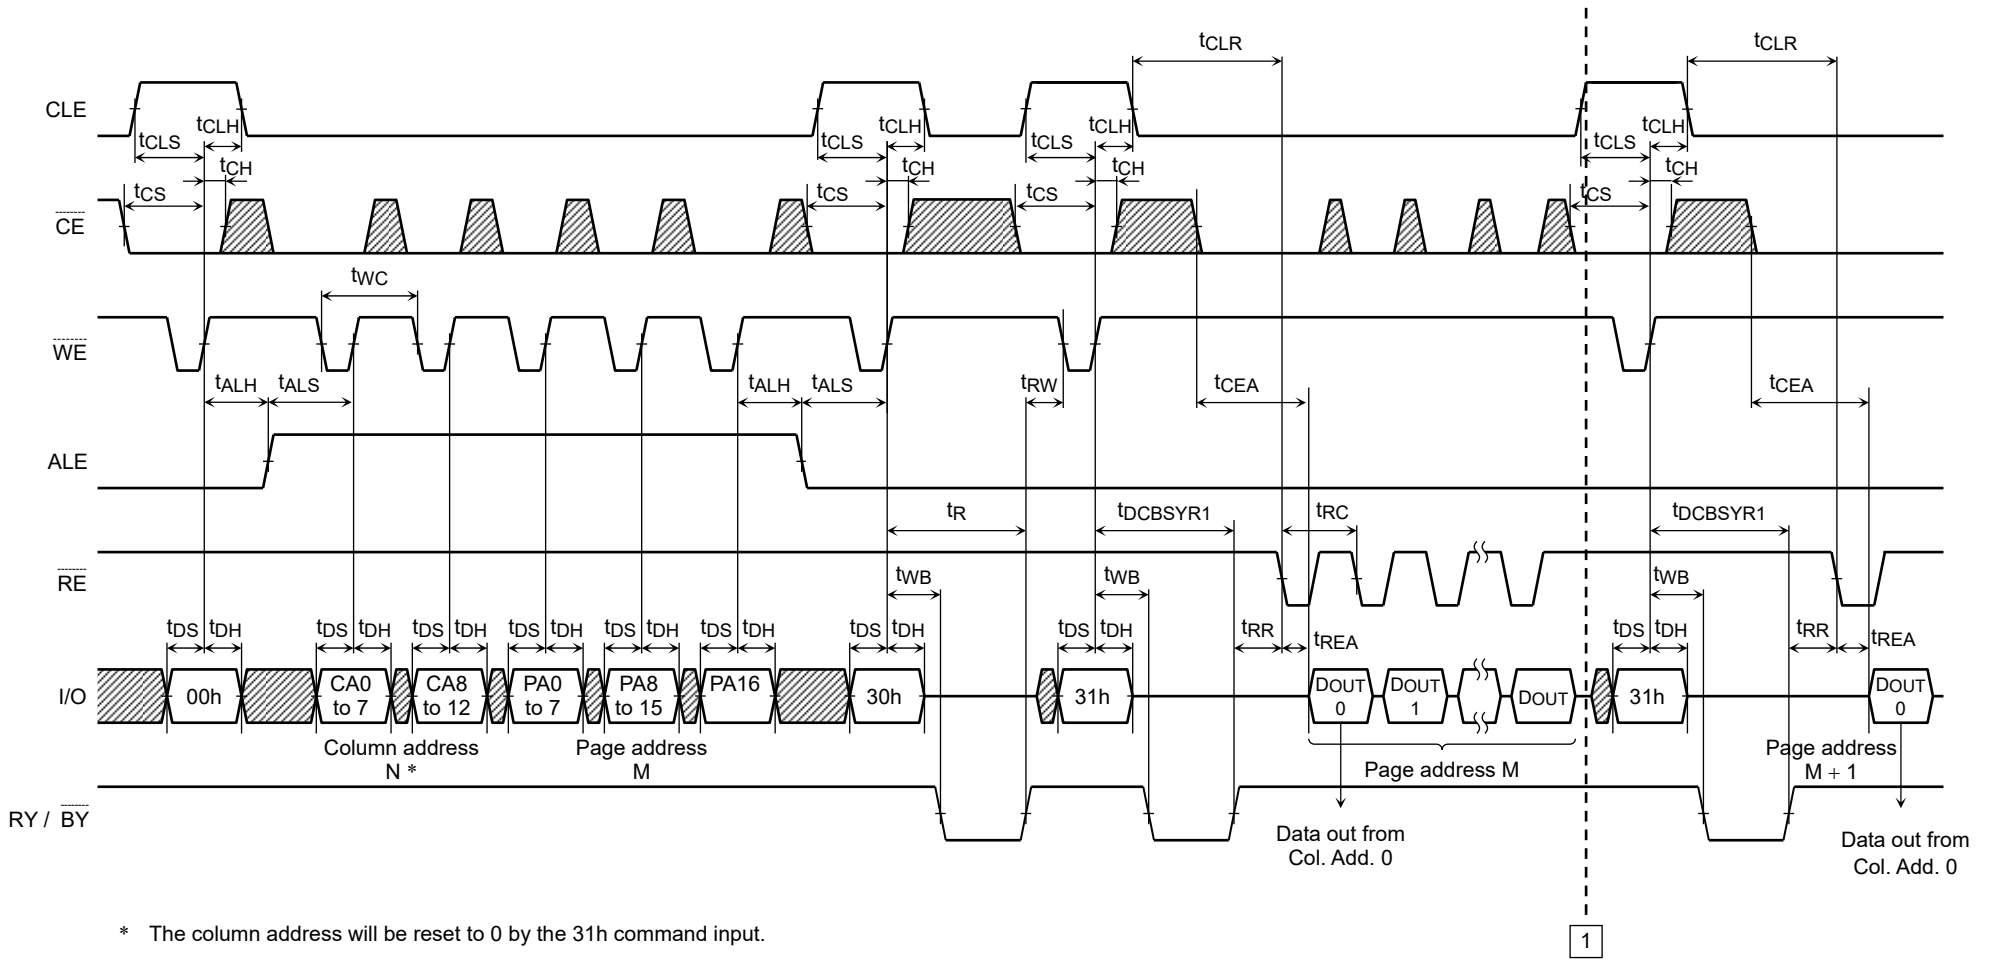 tCLR tCLR
CLE
tCLS tCLH tCLS tCLH tCLS tCLH tCLS tCLH
tCH tCH tCH tCH
tCS tCS tCS tCS
CE
tWC
WE
tALH tALS tALH tALS tRW tCEA tCEA
ALE
tR tDCBSYR1 tRC tDCBSYR1
RE
tWB tWB tWB
tDS tDH tDS tDH tDS tDH tDS tDH tDS tDH tDS tDH tDS tDH tDS tDH tRR tREA tDS tDH tRR tREA
I/O
00h
CA0
to 7
CA8
to 12
PA0
to 7
PA8
to 15
PA16
30h
31h
DOUT
0
DOUT
1
DOUT
31h
DOUT
0
Column address
N *
Page address
M
Page address M
Page address
M + 1
RY / BY
Data out from
Col. Add. 0
Data out from
Col. Add. 0
* The column address will be reset to 0 by the 31h command input.
1